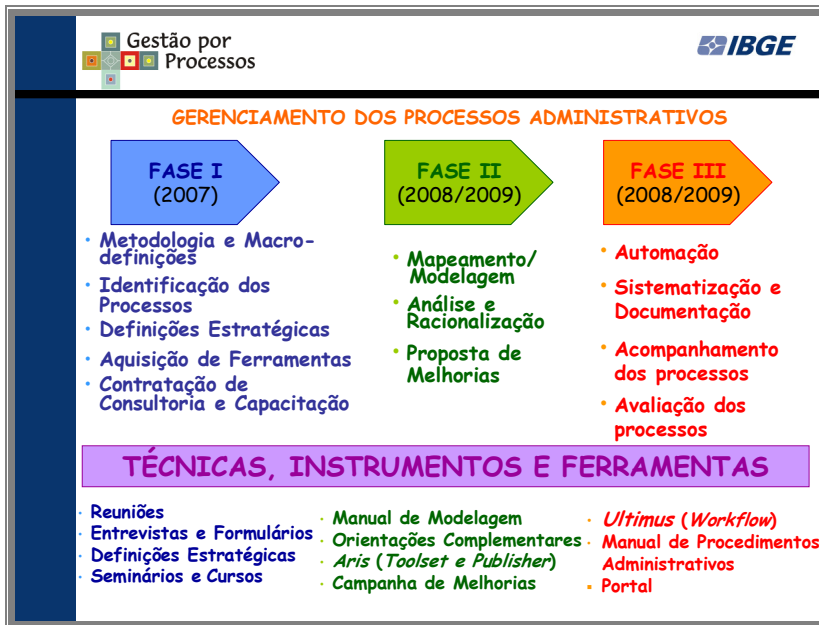 Gestão por
Processos
IBGE
GERENCIAMENTO DOS PROCESSOS ADMINISTRATIVOS
FASE I
(2007)
• Metodologia e Macro-
definições
• Identificação dos
Processos
• Definições Estratégicas
• Aquisição de Ferramentas
• Contratação de
Consultoria e Capacitação
FASE II
(2008/2009)
• Mapeamento/
Modelagem
• Análise e
Racionalização
• Proposta de
Melhorias
FASE III
(2008/2009)
• Automação
• Sistematização e
Documentação
• Acompanhamento
dos processos
• Avaliação dos
processos
TÉCNICAS, INSTRUMENTOS E FERRAMENTAS
• Reuniões
• Entrevistas e Formulários
• Definições Estratégicas
• Seminários e Cursos
• Manual de Modelagem
• Orientações Complementares
• Aris (Toolset e Publisher)
• Campanha de Melhorias
• Ultimus (Workflow)
• Manual de Procedimentos
Administrativos
▪ Portal